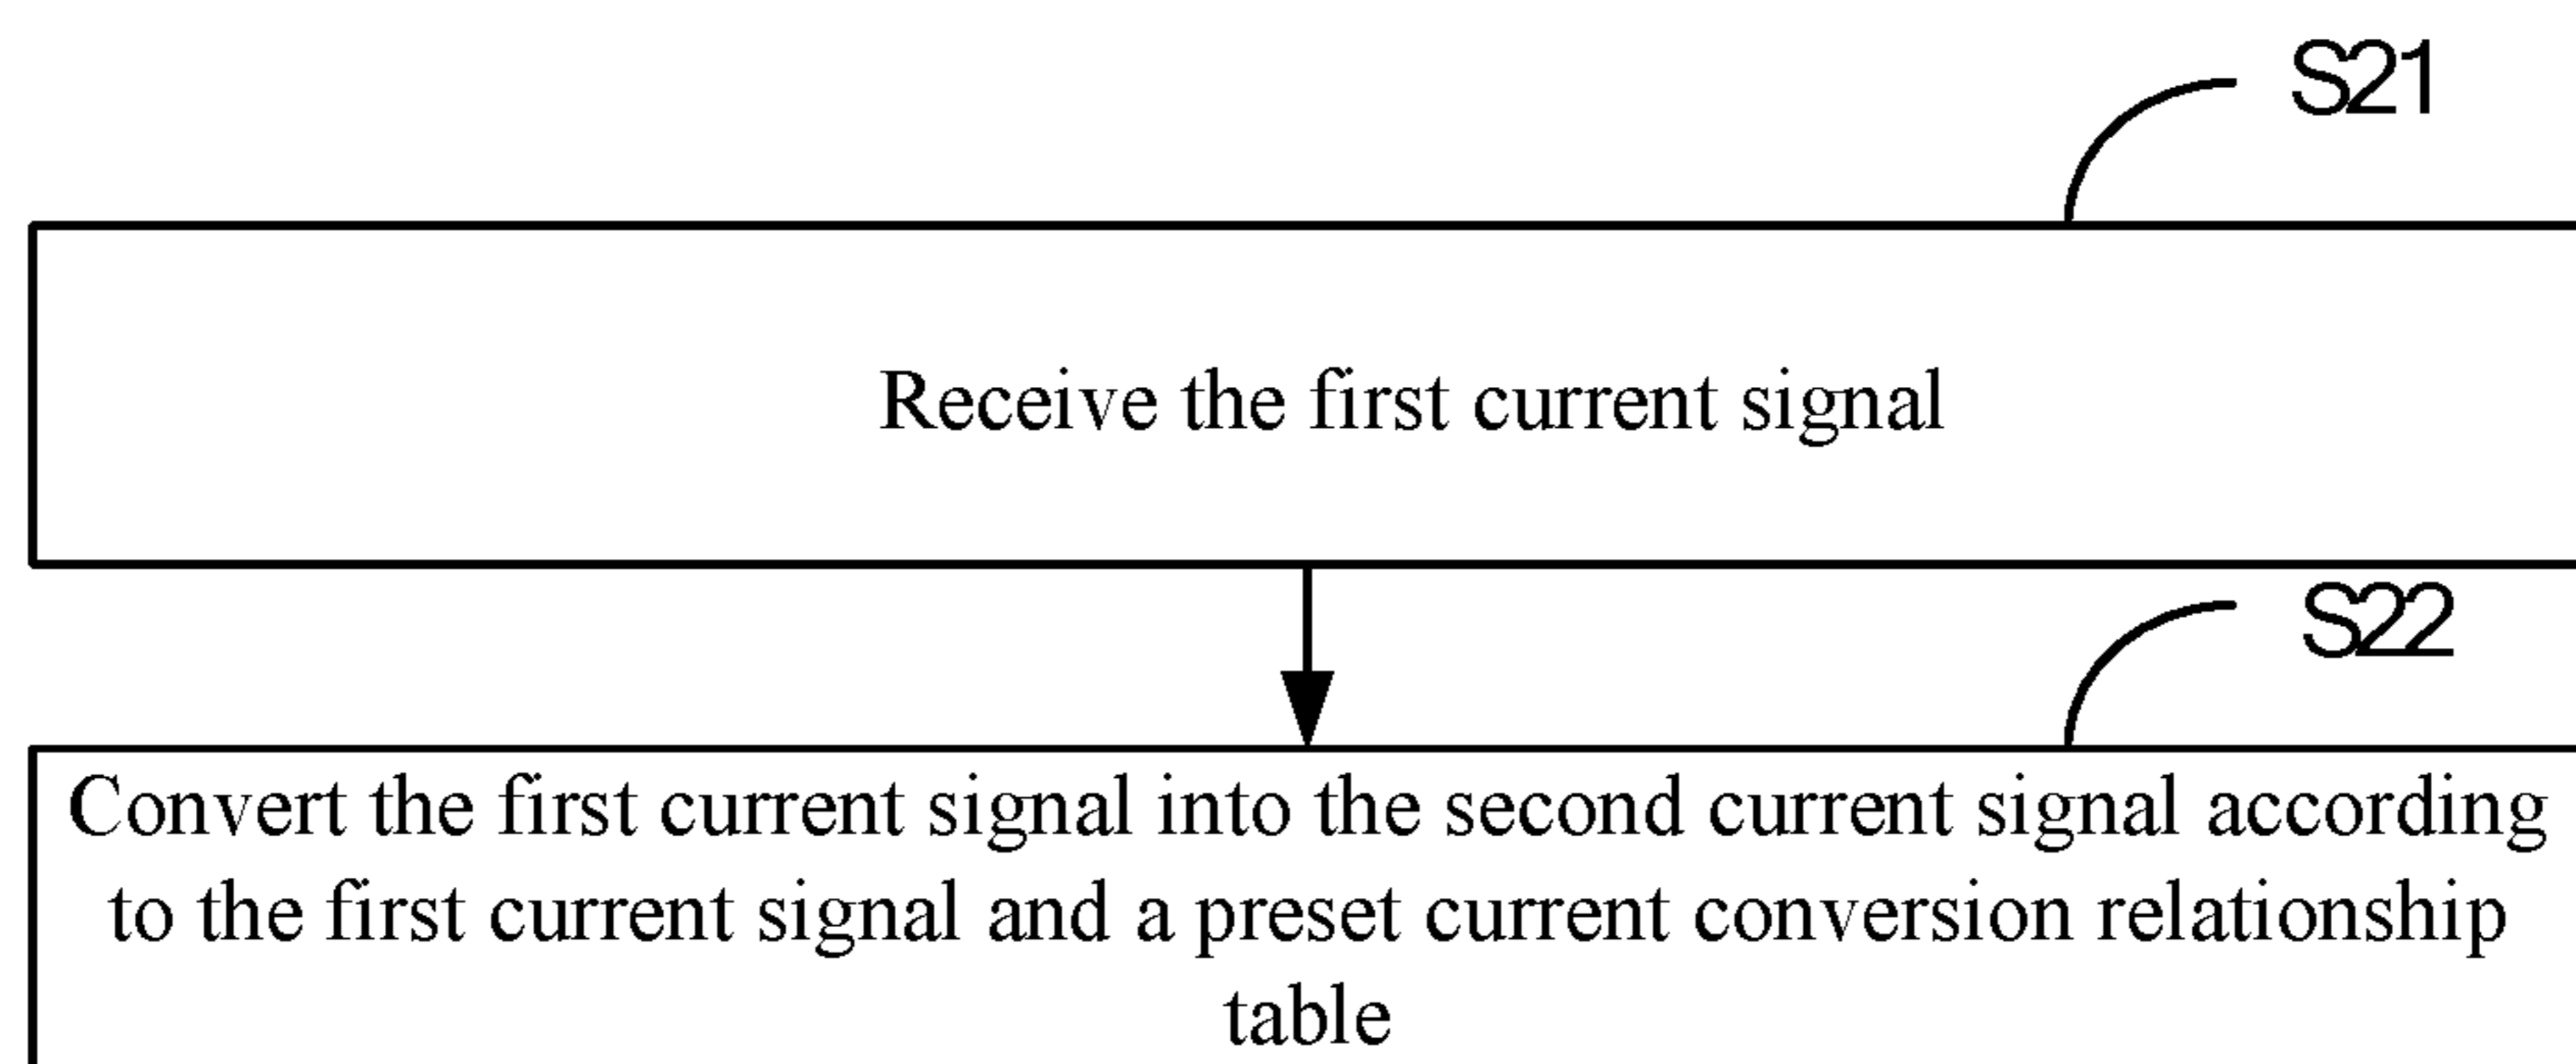 S21
Receive the first current signal
S22
Convert the first current signal into the second current signal according
to the first current signal and a preset current conversion relationship
table